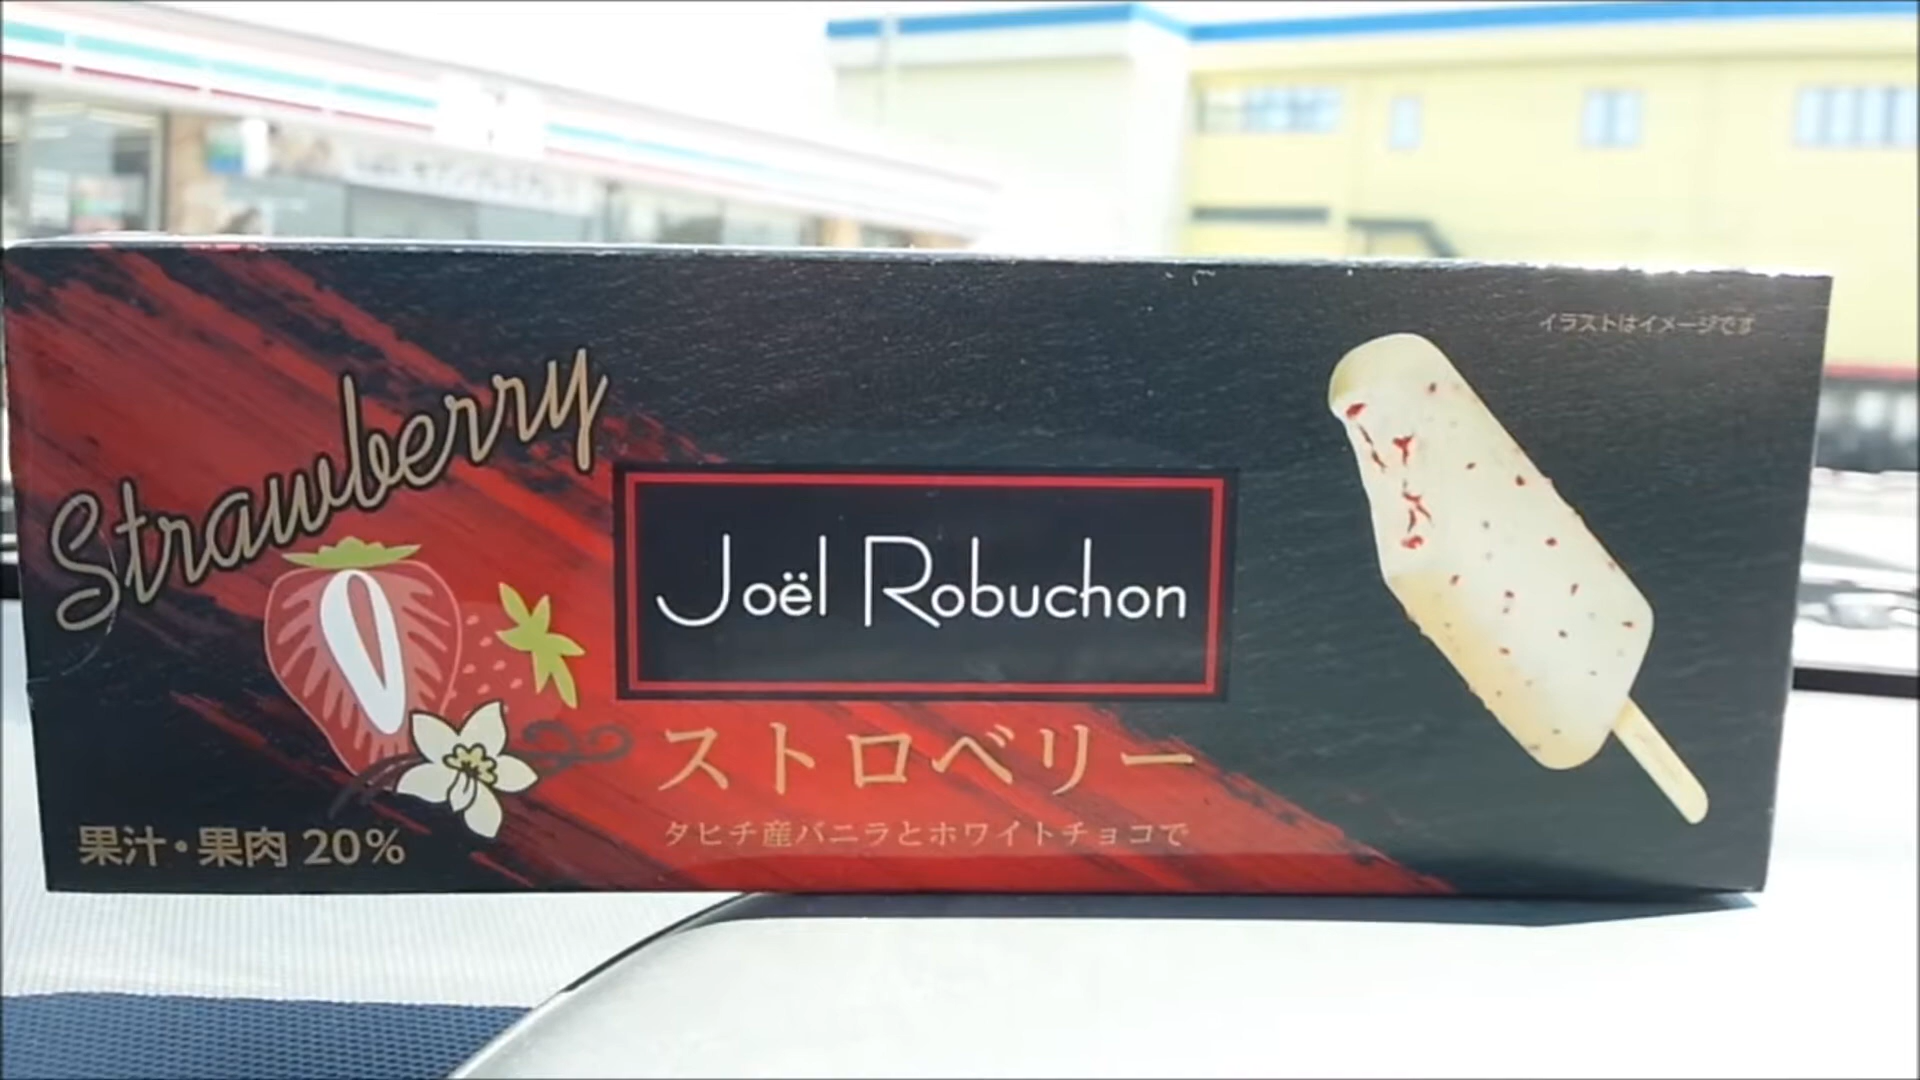 イラストはイメージです
Strawberry
Joël Robuchon
ストロベリー
タヒチ産バニラとホワイトチョコで
果汁・果肉 20%